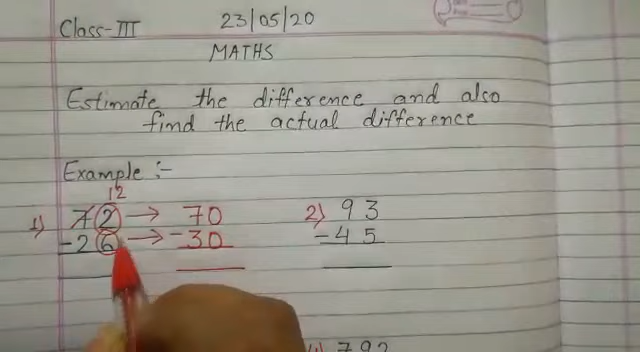 Class-III 23/05/20
MATHS
Estimate the difference and also
find the actual difference
Example :-
12
1) 72 → 70 2) 93
- 26 → - 30 - 45
792